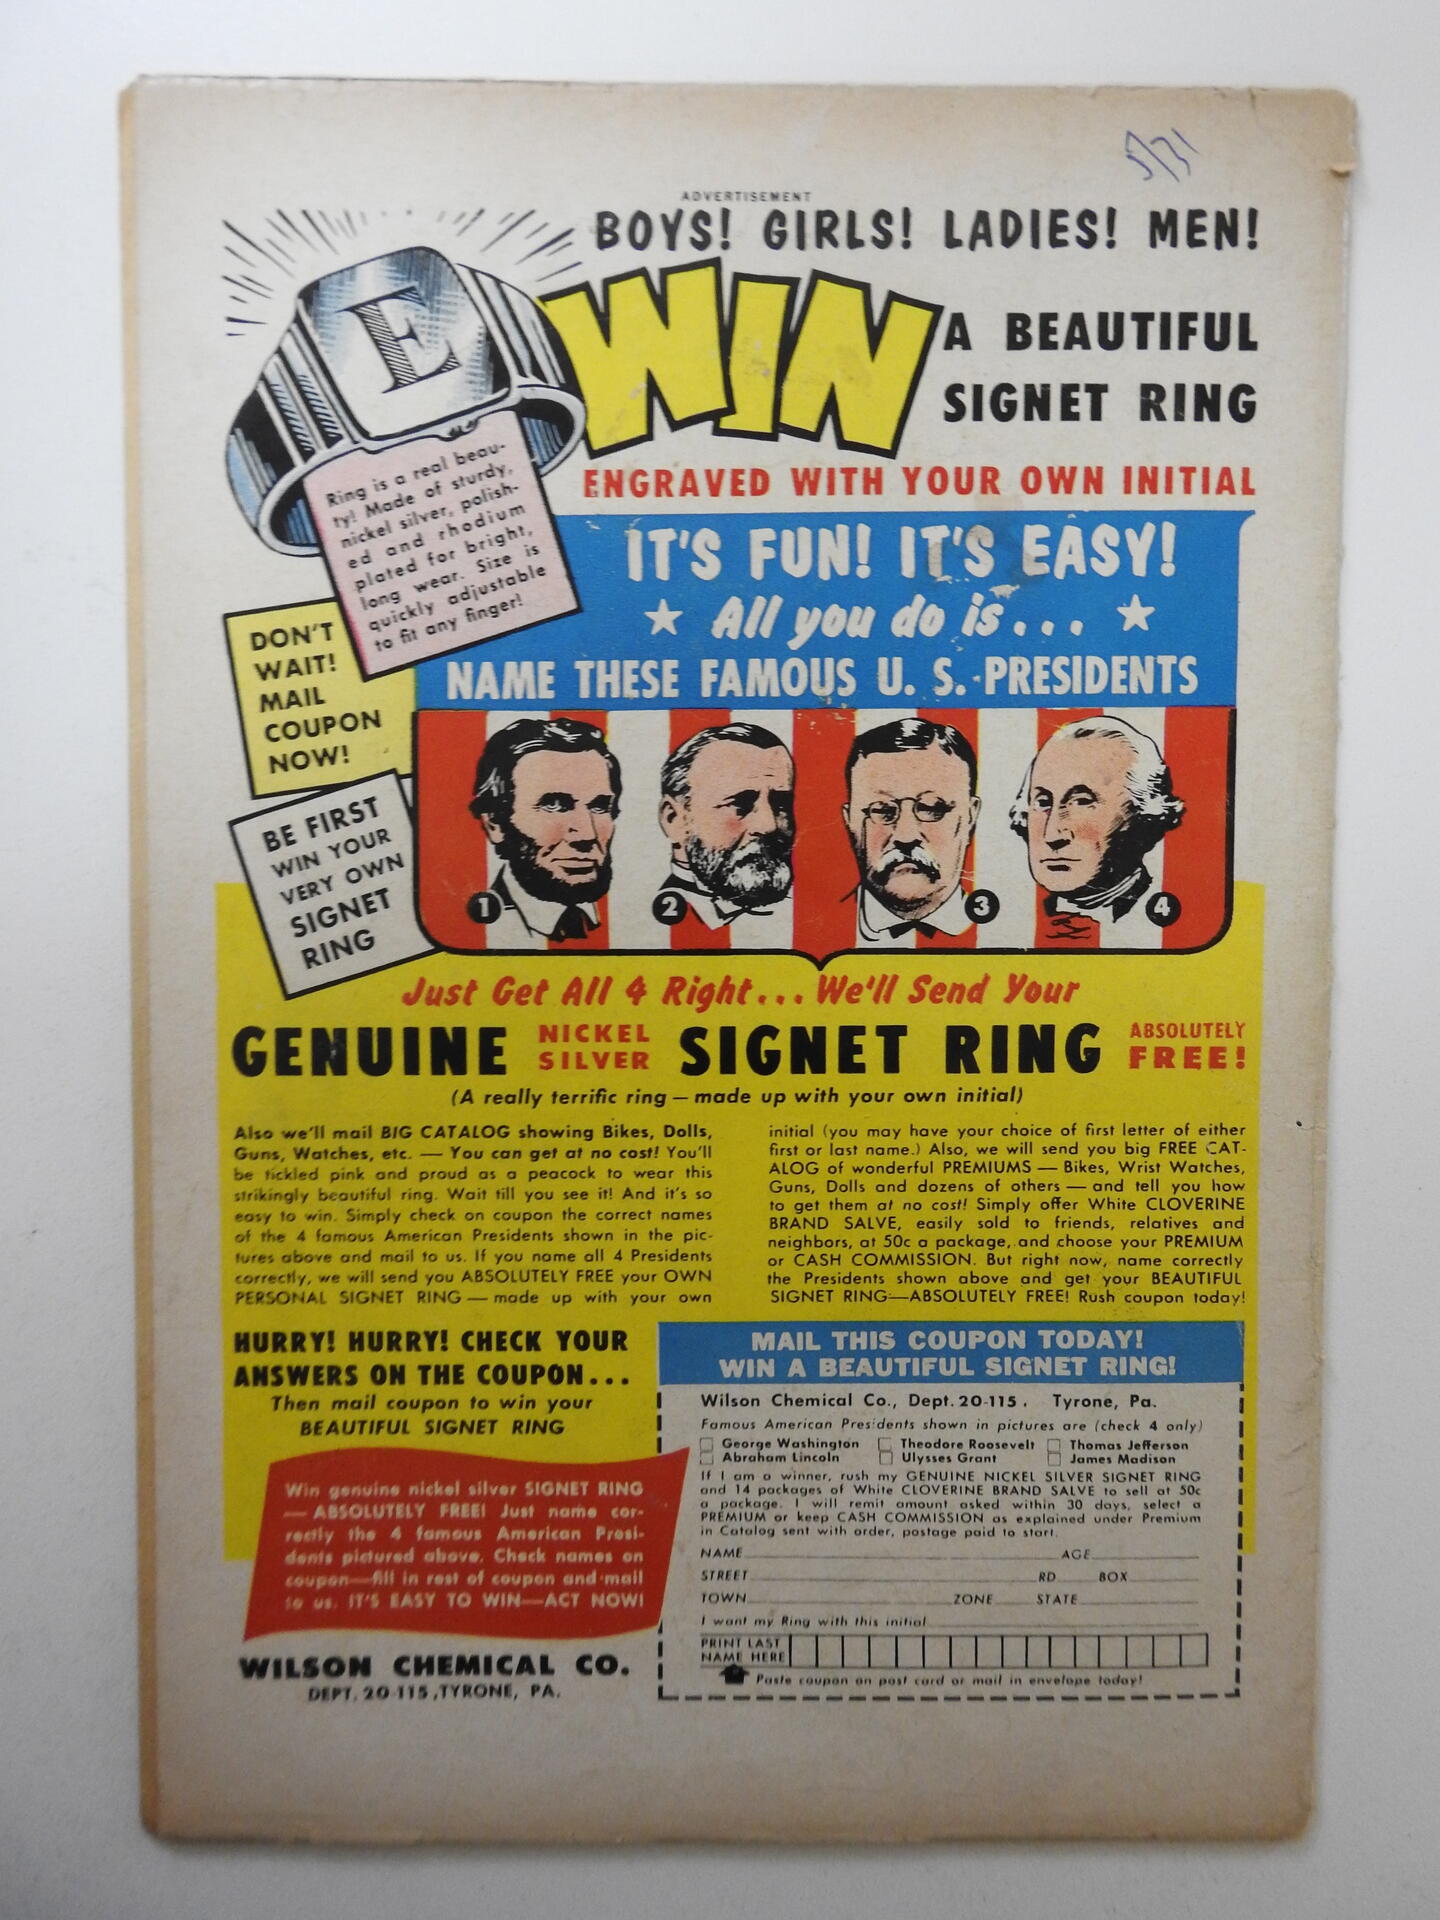 5/31
ADVERTISEMENT
BOYS! GIRLS! LADIES! MEN!
WIN
A BEAUTIFUL
SIGNET RING
ENGRAVED WITH YOUR OWN INITIAL
E
Ring is a real beau-
ty! Made of sturdy,
nickel silver, polish-
ed and rhodium
plated for bright,
long wear. Size is
quickly adjustable
to fit any finger!
DON'T
WAIT!
MAIL
COUPON
NOW!
BE FIRST
WIN YOUR
VERY OWN
SIGNET
RING
IT'S FUN! IT'S EASY!
All you do is...
NAME THESE FAMOUS U. S. PRESIDENTS
1 2 3 4
Just Get All 4 Right... We'll Send Your
GENUINE NICKEL SILVER SIGNET RING ABSOLUTELY FREE!
(A really terrific ring — made up with your own initial)
Also we'll mail BIG CATALOG showing Bikes, Dolls,
Guns, Watches, etc. — You can get at no cost! You'll
be tickled pink and proud as a peacock to wear this
strikingly beautiful ring. Wait till you see it! And it's so
easy to win. Simply check on coupon the correct names
of the 4 famous American Presidents shown in the pic-
tures above and mail to us. If you name all 4 Presidents
correctly, we will send you ABSOLUTELY FREE your OWN
PERSONAL SIGNET RING — made up with your own
initial (you may have your choice of first letter of either
first or last name.) Also, we will send you big FREE CAT-
ALOG of wonderful PREMIUMS — Bikes, Wrist Watches,
Guns, Dolls and dozens of others — and tell you how
to get them at no cost! Simply offer White CLOVERINE
BRAND SALVE, easily sold to friends, relatives and
neighbors, at 50c a package, and choose your PREMIUM
or CASH COMMISSION. But right now, name correctly
the Presidents shown above and get your BEAUTIFUL
SIGNET RING—ABSOLUTELY FREE! Rush coupon today!
HURRY! HURRY! CHECK YOUR
ANSWERS ON THE COUPON...
Then mail coupon to win your
BEAUTIFUL SIGNET RING
Win genuine nickel silver SIGNET RING
— ABSOLUTELY FREE! Just name cor-
rectly the 4 famous American Presi-
dents pictured above. Check names on
coupon—fill in rest of coupon and mail
to us. IT'S EASY TO WIN—ACT NOW!
WILSON CHEMICAL CO.
DEPT. 20-115, TYRONE, PA.
MAIL THIS COUPON TODAY!
WIN A BEAUTIFUL SIGNET RING!
Wilson Chemical Co., Dept. 20-115, Tyrone, Pa.
Famous American Presidents shown in pictures are (check 4 only)
George Washington Theodore Roosevelt Thomas Jefferson
Abraham Lincoln Ulysses Grant James Madison
If I am a winner, rush my GENUINE NICKEL SILVER SIGNET RING
and 14 packages of White CLOVERINE BRAND SALVE to sell at 50c
a package. I will remit amount asked within 30 days, select a
PREMIUM or keep CASH COMMISSION as explained under Premium
in Catalog sent with order, postage paid to start.
NAME AGE
STREET RD BOX
TOWN ZONE STATE
I want my Ring with this initial
PRINT LAST
NAME HERE
Paste coupon on post card or mail in envelope today!